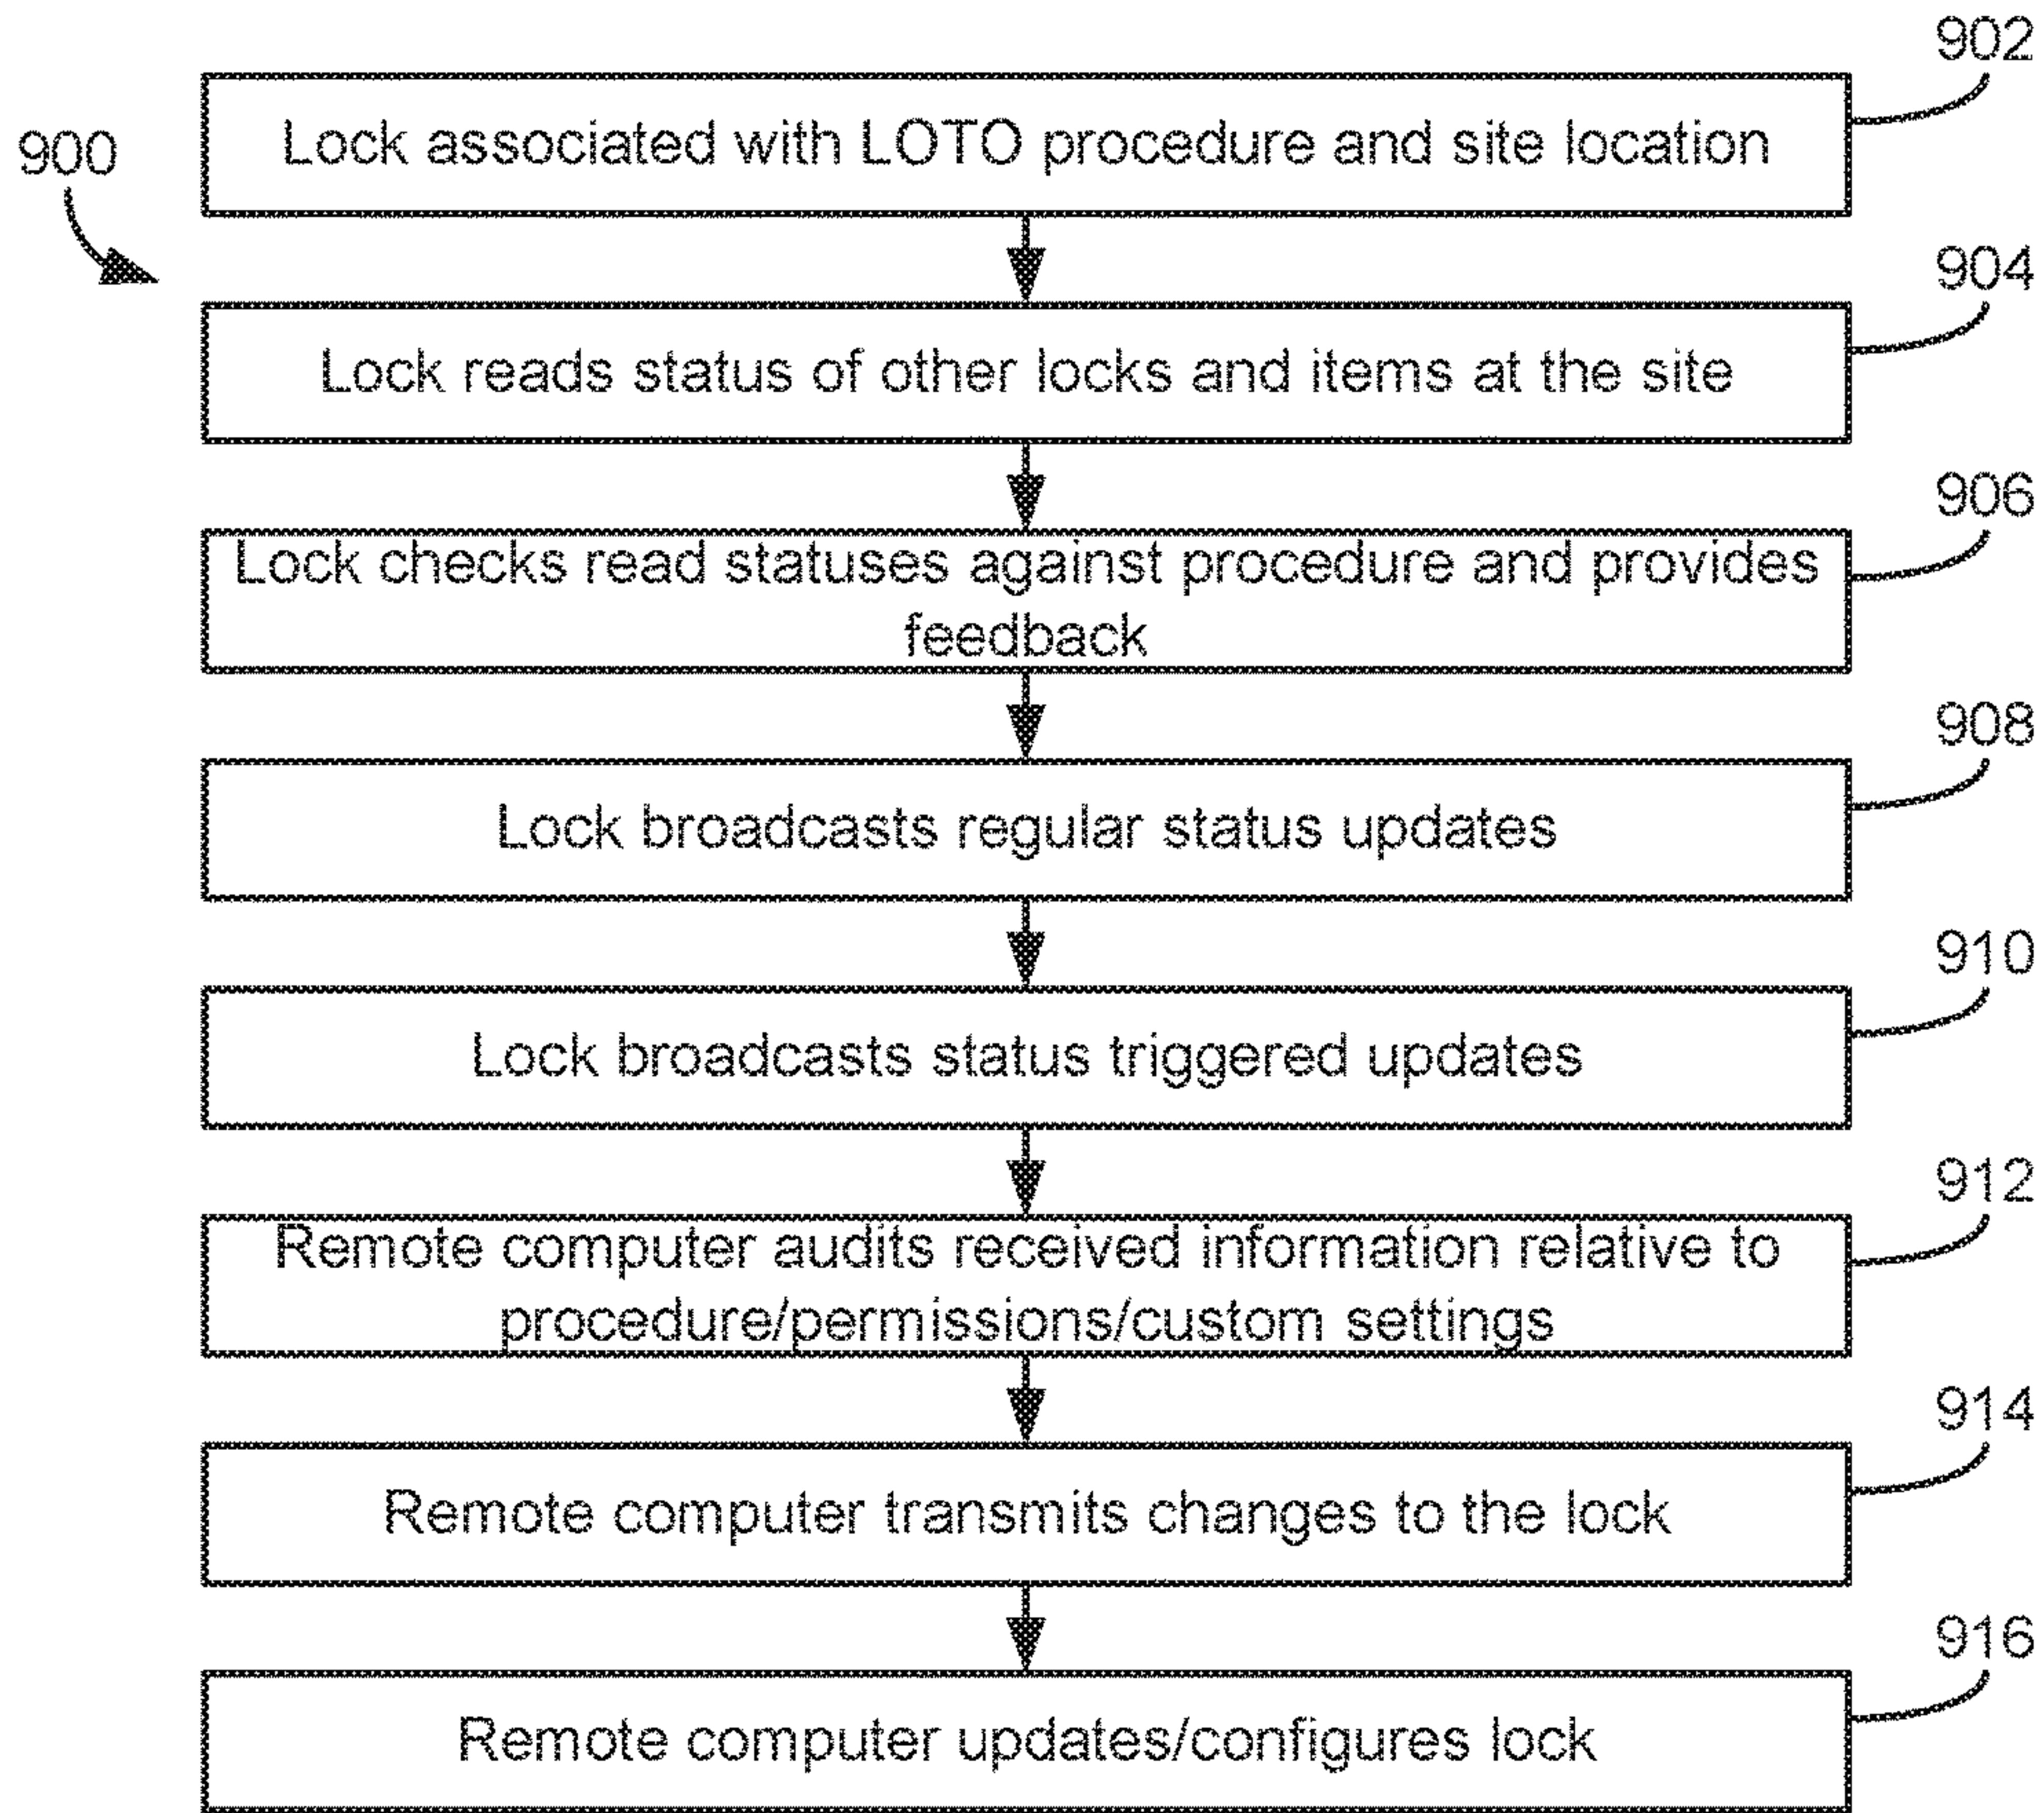 902
900
Lock associated with LOTO procedure and site location
904
Lock reads status of other locks and items at the site
906
Lock checks read statuses against procedure and provides
feedback
908
Lock broadcasts regular status updates
910
Lock broadcasts status triggered updates
912
Remote computer audits received information relative to
procedure/permissions/custom settings
914
Remote computer transmits changes to the lock
916
Remote computer updates/configures lock